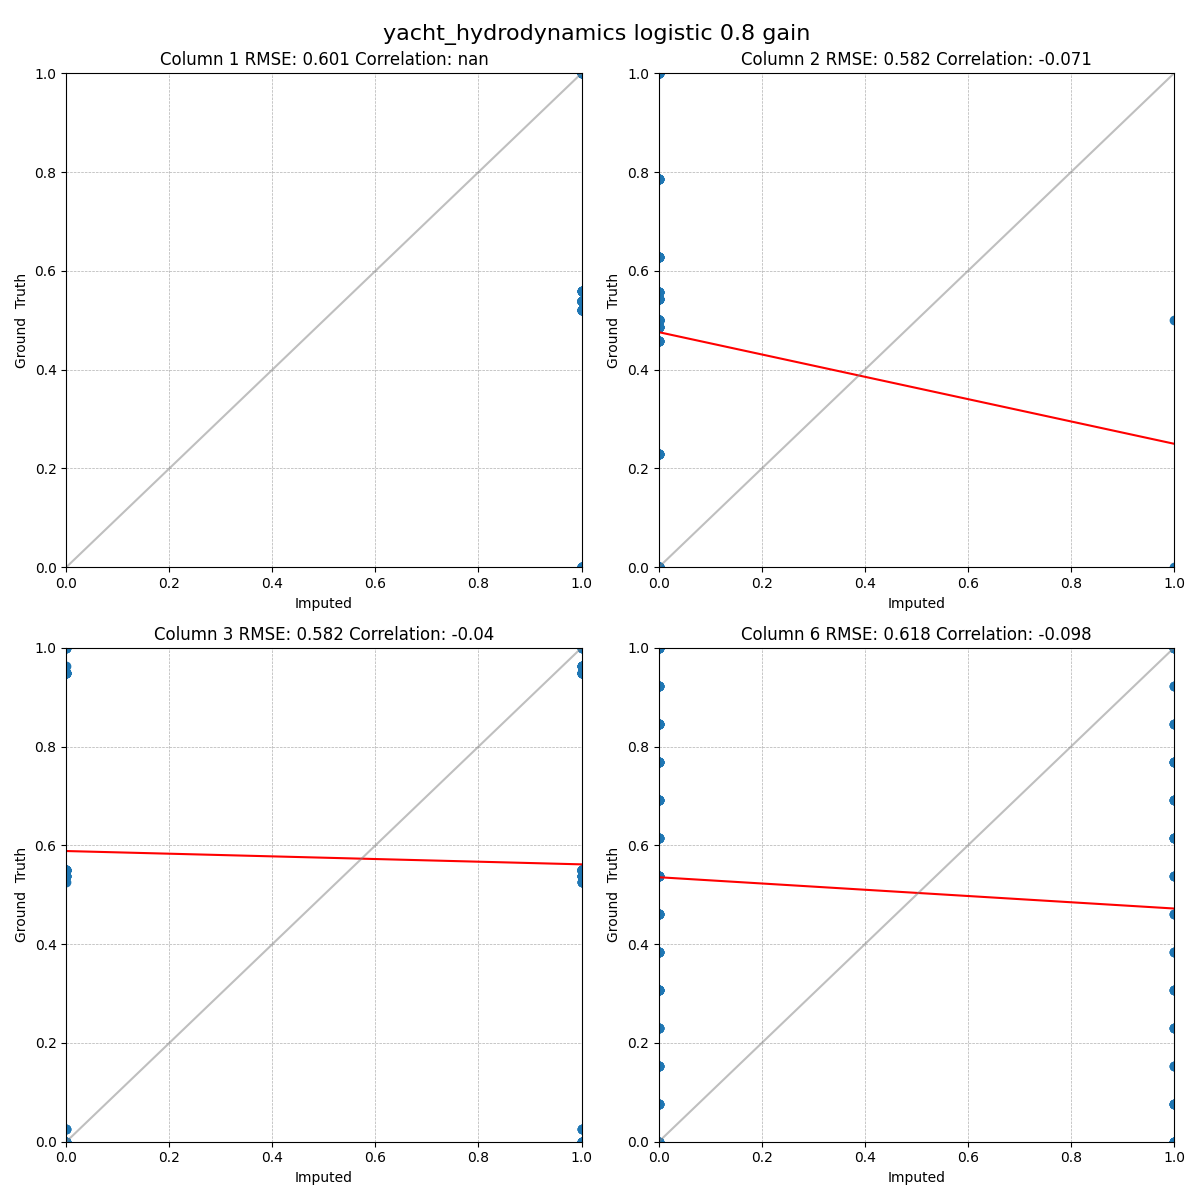 yacht_hydrodynamics logistic 0.8 gain
Column 1 RMSE: 0.601 Correlation: nan
1.0
0.8
0.6
0.4
0.2
0.0
Ground Truth
0.0 0.2 0.4 0.6 0.8 1.0
Imputed
Column 2 RMSE: 0.582 Correlation: -0.071
1.0
0.8
0.6
0.4
0.2
0.0
Ground Truth
0.0 0.2 0.4 0.6 0.8 1.0
Imputed
Column 3 RMSE: 0.582 Correlation: -0.04
1.0
0.8
0.6
0.4
0.2
0.0
Ground Truth
0.0 0.2 0.4 0.6 0.8 1.0
Imputed
Column 6 RMSE: 0.618 Correlation: -0.098
1.0
0.8
0.6
0.4
0.2
0.0
Ground Truth
0.0 0.2 0.4 0.6 0.8 1.0
Imputed